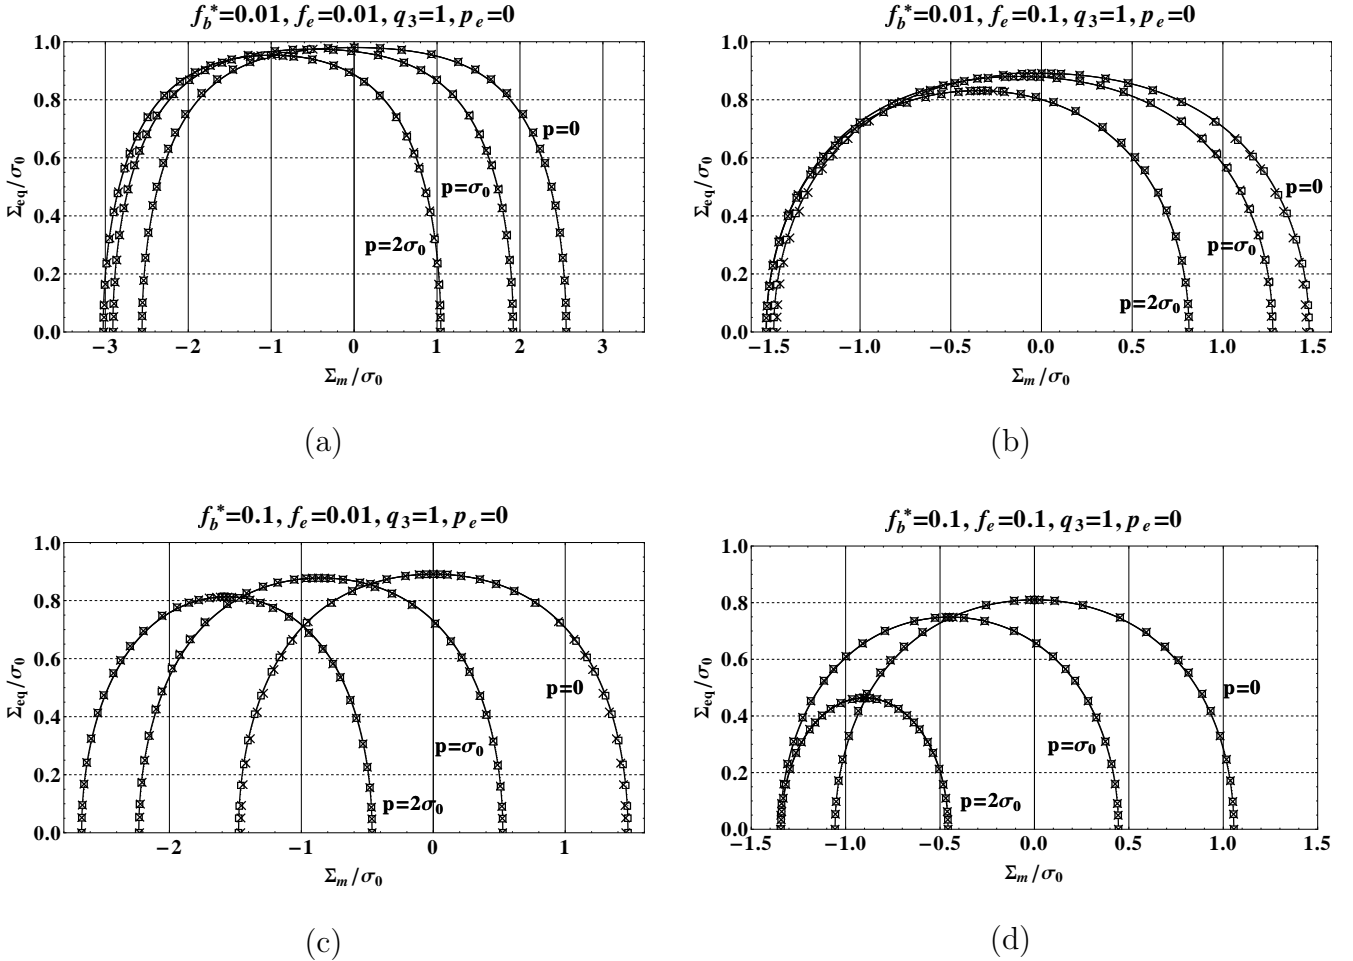 f_b^*=0.01, f_e=0.01, q_3=1, p_e=0
1.0
0.8
0.6
0.4
0.2
0.0
Σ_eq/σ_0
p=0
p=σ_0
p=2σ_0
−3 −2 −1 0 1 2 3
Σ_m/σ_0
(a)
f_b^*=0.01, f_e=0.1, q_3=1, p_e=0
1.0
0.8
0.6
0.4
0.2
0.0
Σ_eq/σ_0
p=0
p=σ_0
p=2σ_0
−1.5 −1.0 −0.5 0.0 0.5 1.0 1.5
Σ_m/σ_0
(b)
f_b^*=0.1, f_e=0.01, q_3=1, p_e=0
1.0
0.8
0.6
0.4
0.2
0.0
Σ_eq/σ_0
p=0
p=σ_0
p=2σ_0
−2 −1 0 1
Σ_m/σ_0
(c)
f_b^*=0.1, f_e=0.1, q_3=1, p_e=0
1.0
0.8
0.6
0.4
0.2
0.0
Σ_eq/σ_0
p=0
p=σ_0
p=2σ_0
−1.5 −1.0 −0.5 0.0 0.5 1.0 1.5
Σ_m/σ_0
(d)